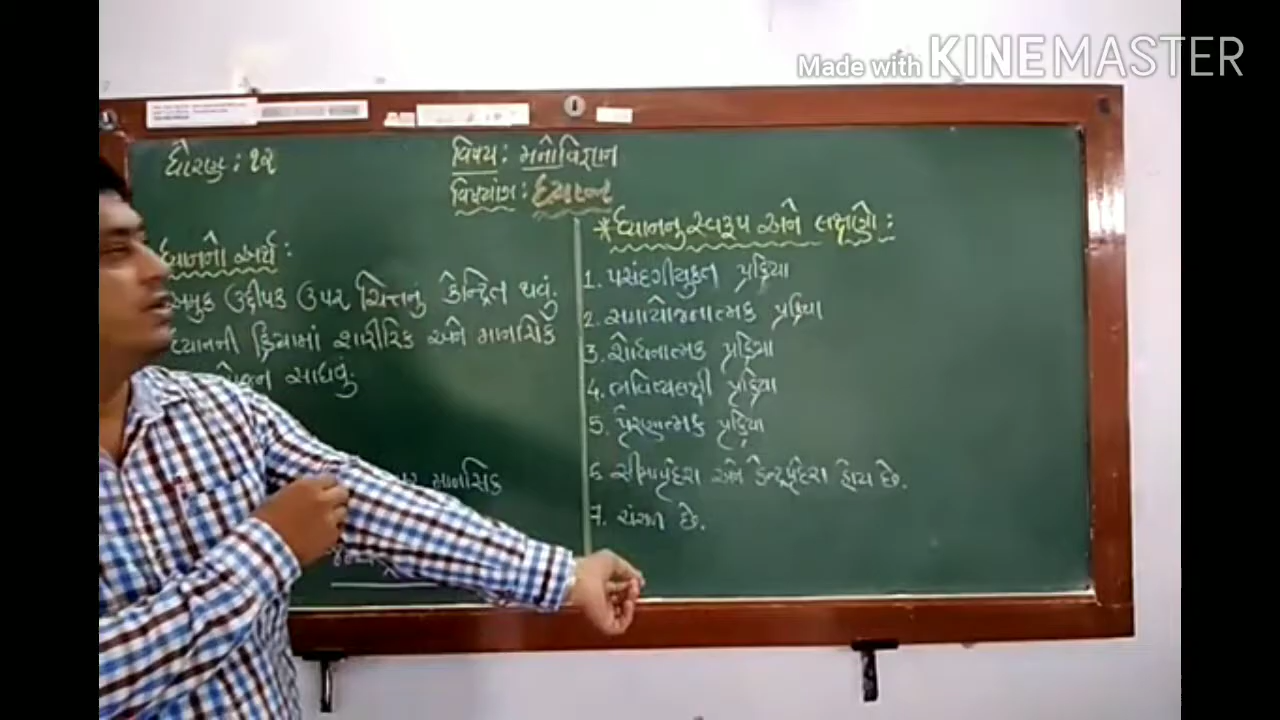 Made with KINEMASTER
ધોરણ : ૧૨
વિષય : મનોવિજ્ઞાન
વિષયાંગ : ધ્યાન
ધ્યાનનો અર્થ :
અમુક ઉદ્દીપક ઉપર ચિત્તનું કેન્દ્રિત થવું.
ધ્યાનની ક્રિયામાં શારીરિક અને માનસિક
સાધવું.
માનસિક
* ધ્યાનનું સ્વરૂપ અને લક્ષણો :
1. પસંદગીયુક્ત પ્રક્રિયા
2. સમાયોજનાત્મક પ્રક્રિયા
3. શોધનાત્મક પ્રક્રિયા
4. ભવિષ્યલક્ષી પ્રક્રિયા
5. પ્રેરણાત્મક પ્રક્રિયા
6 સીમાપ્રદેશ અને કેન્દ્રપ્રદેશ હોય છે.
7. ચંચળ છે.